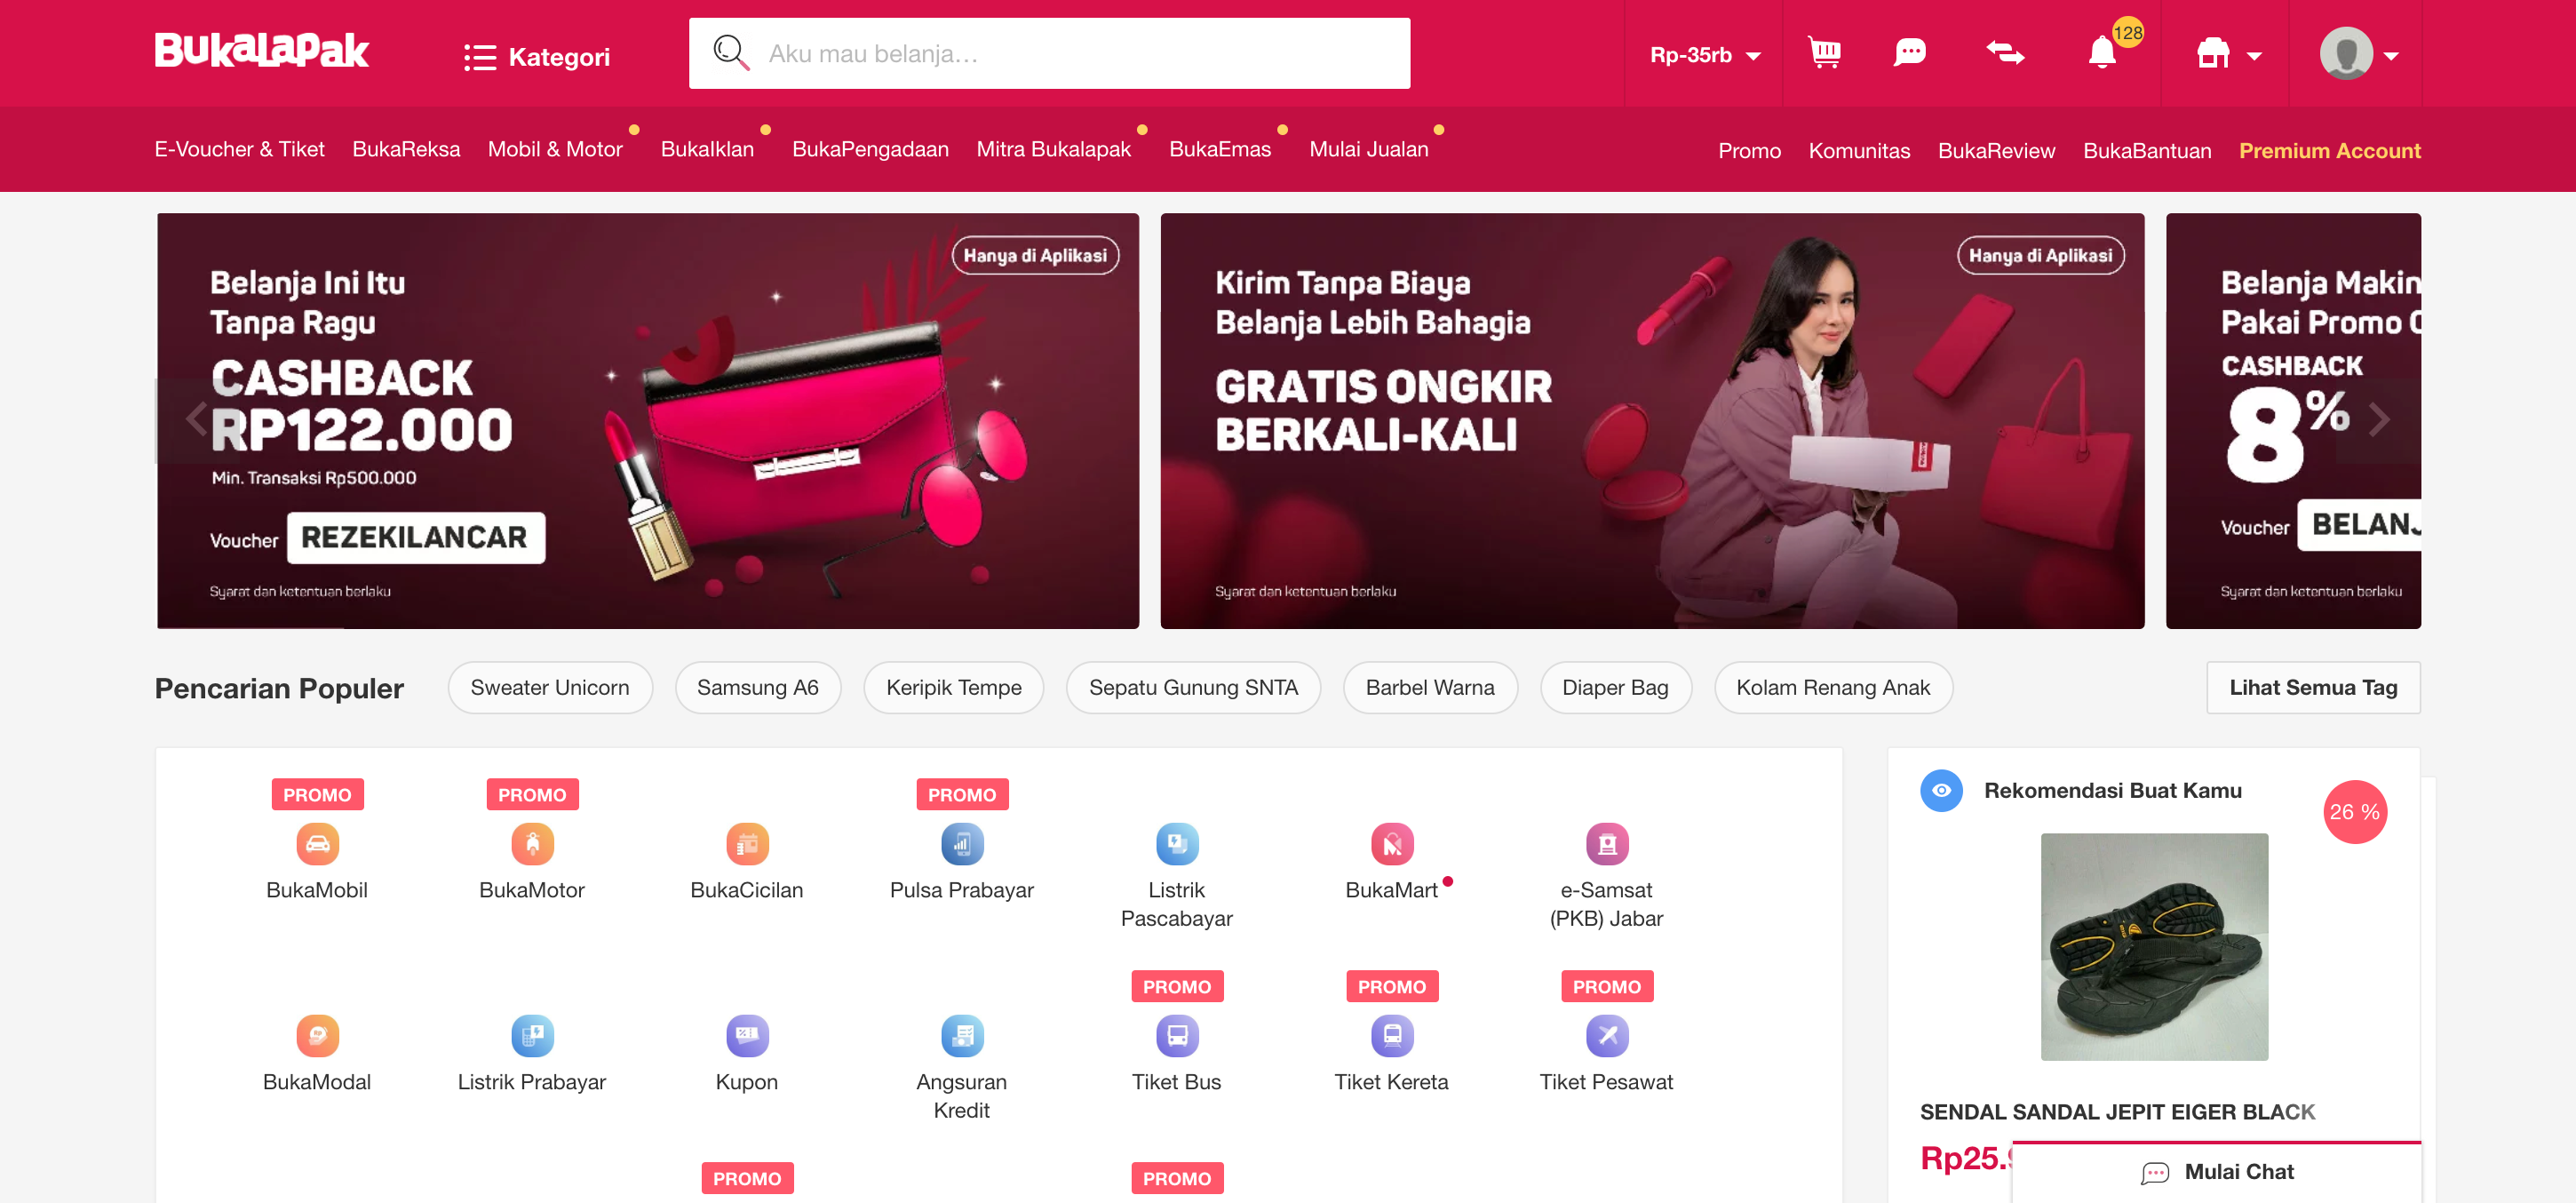 BukaLapak
Kategori
Aku mau belanja...
Rp-35rb
128
E-Voucher & Tiket
BukaReksa
Mobil & Motor
BukaIklan
BukaPengadaan
Mitra Bukalapak
BukaEmas
Mulai Jualan
Promo
Komunitas
BukaReview
BukaBantuan
Premium Account
Hanya di Aplikasi
Belanja Ini Itu
Tanpa Ragu
CASHBACK
RP122.000
Min. Transaksi Rp500.000
Voucher REZEKILANCAR
Syarat dan ketentuan berlaku
Hanya di Aplikasi
Kirim Tanpa Biaya
Belanja Lebih Bahagia
GRATIS ONGKIR
BERKALI-KALI
Syarat dan ketentuan berlaku
Belanja Makin
Pakai Promo
CASHBACK
8%
Voucher BELANJ
Syarat dan ketentuan berlaku
Pencarian Populer
Sweater Unicorn
Samsung A6
Keripik Tempe
Sepatu Gunung SNTA
Barbel Warna
Diaper Bag
Kolam Renang Anak
Lihat Semua Tag
PROMO
PROMO
PROMO
BukaMobil
BukaMotor
BukaCicilan
Pulsa Prabayar
Listrik
Pascabayar
BukaMart
e-Samsat
(PKB) Jabar
PROMO
PROMO
PROMO
BukaModal
Listrik Prabayar
Kupon
Angsuran
Kredit
Tiket Bus
Tiket Kereta
Tiket Pesawat
PROMO
PROMO
Rekomendasi Buat Kamu
26 %
SENDAL SANDAL JEPIT EIGER BLACK
Rp25.
Mulai Chat